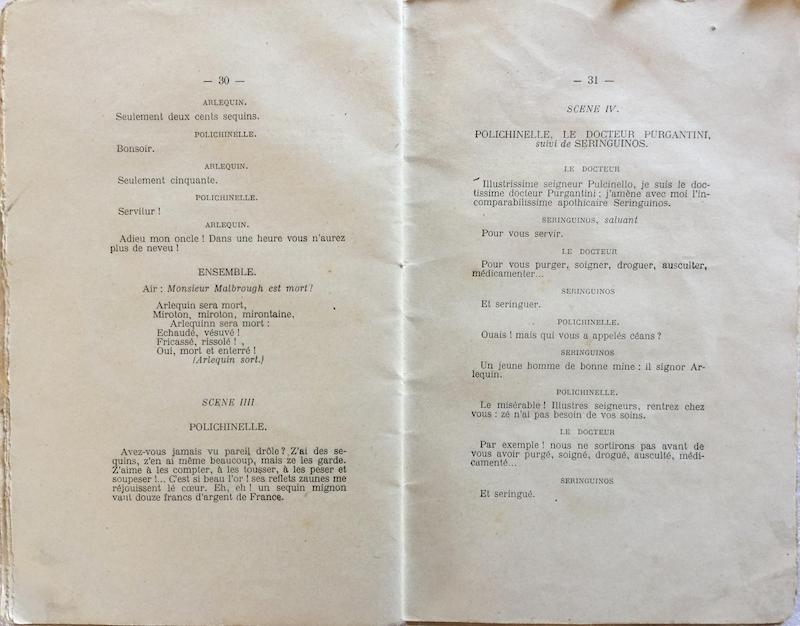 — 30 —
ARLEQUIN.
Seulement deux cents sequins.
POLICHINELLE.
Bonsoir.
ARLEQUIN.
Seulement cinquante.
POLICHINELLE.
Servitur !
ARLEQUIN.
Adieu mon oncle ! Dans une heure vous n'aurez
plus de neveu !
ENSEMBLE.
Air : Monsieur Malbrough est mort !
Arlequin sera mort,
Miroton, miroton, mirontaine,
Arlequinn sera mort :
Echaudé, vésuvé !
Fricassé, rissolé !
Oui, mort et enterré !
(Arlequin sort.)
SCENE IIII
POLICHINELLE.
Avez-vous jamais vu pareil drôle ? Z'ai des se-
quins, z'en ai même beaucoup, mais ze les garde.
Z'aime à les compter, à les tousser, à les peser et
soupeser !... C'est si beau l'or ! ses reflets zaunes me
réjouissent lé cœur. Eh, eh ! un sequin mignon
vaut douze francs d'argent de France.
— 31 —
SCENE IV.
POLICHINELLE, LE DOCTEUR PURGANTINI,
suivi de SERINGUINOS.
LE DOCTEUR
Illustrissime seigneur Pulcinello, je suis le doc-
tissime docteur Purgantini ; j'amène avec moi l'in-
comparabilissime apothicaire Seringuinos.
SERINGUINOS, saluant
Pour vous servir.
LE DOCTEUR
Pour vous purger, soigner, droguer, ausculter,
médicamenter...
SERINGUINOS
Et seringuer.
POLICHINELLE.
Ouais ! mais qui vous a appelés céans ?
SERINGUINOS
Un jeune homme de bonne mine : il signor Ar-
lequin.
POLICHINELLE.
Le misérable ! Illustres seigneurs, rentrez chez
vous : zé n'ai pas besoin de vos soins.
LE DOCTEUR
Par exemple ! nous ne sortirons pas avant de
vous avoir purgé, soigné, drogué, ausculté, médi-
camenté...
SERINGUINOS
Et seringué.